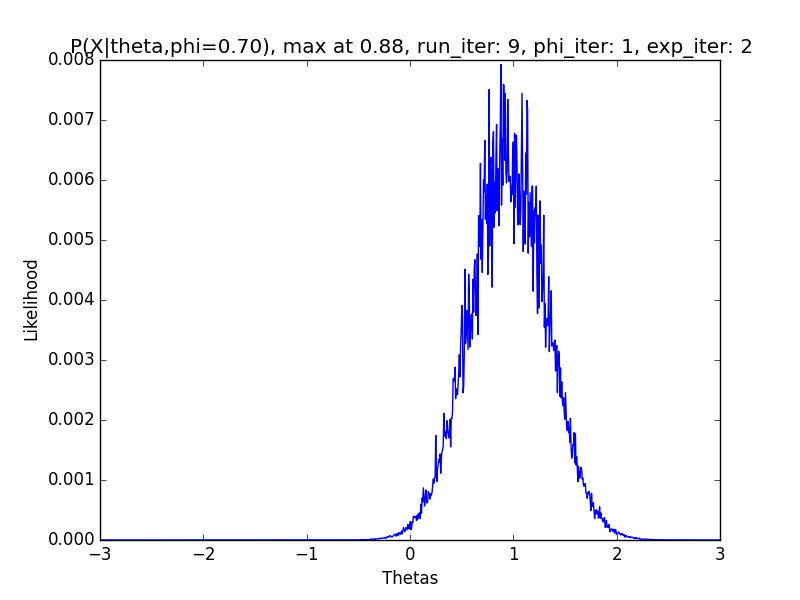 P(X|theta,phi=0.70), max at 0.88, run_iter: 9, phi_iter: 1, exp_iter: 2
0.008
0.007
0.006
0.005
0.004
0.003
0.002
0.001
0.000
Likelihood
−3 −2 −1 0 1 2 3
Thetas